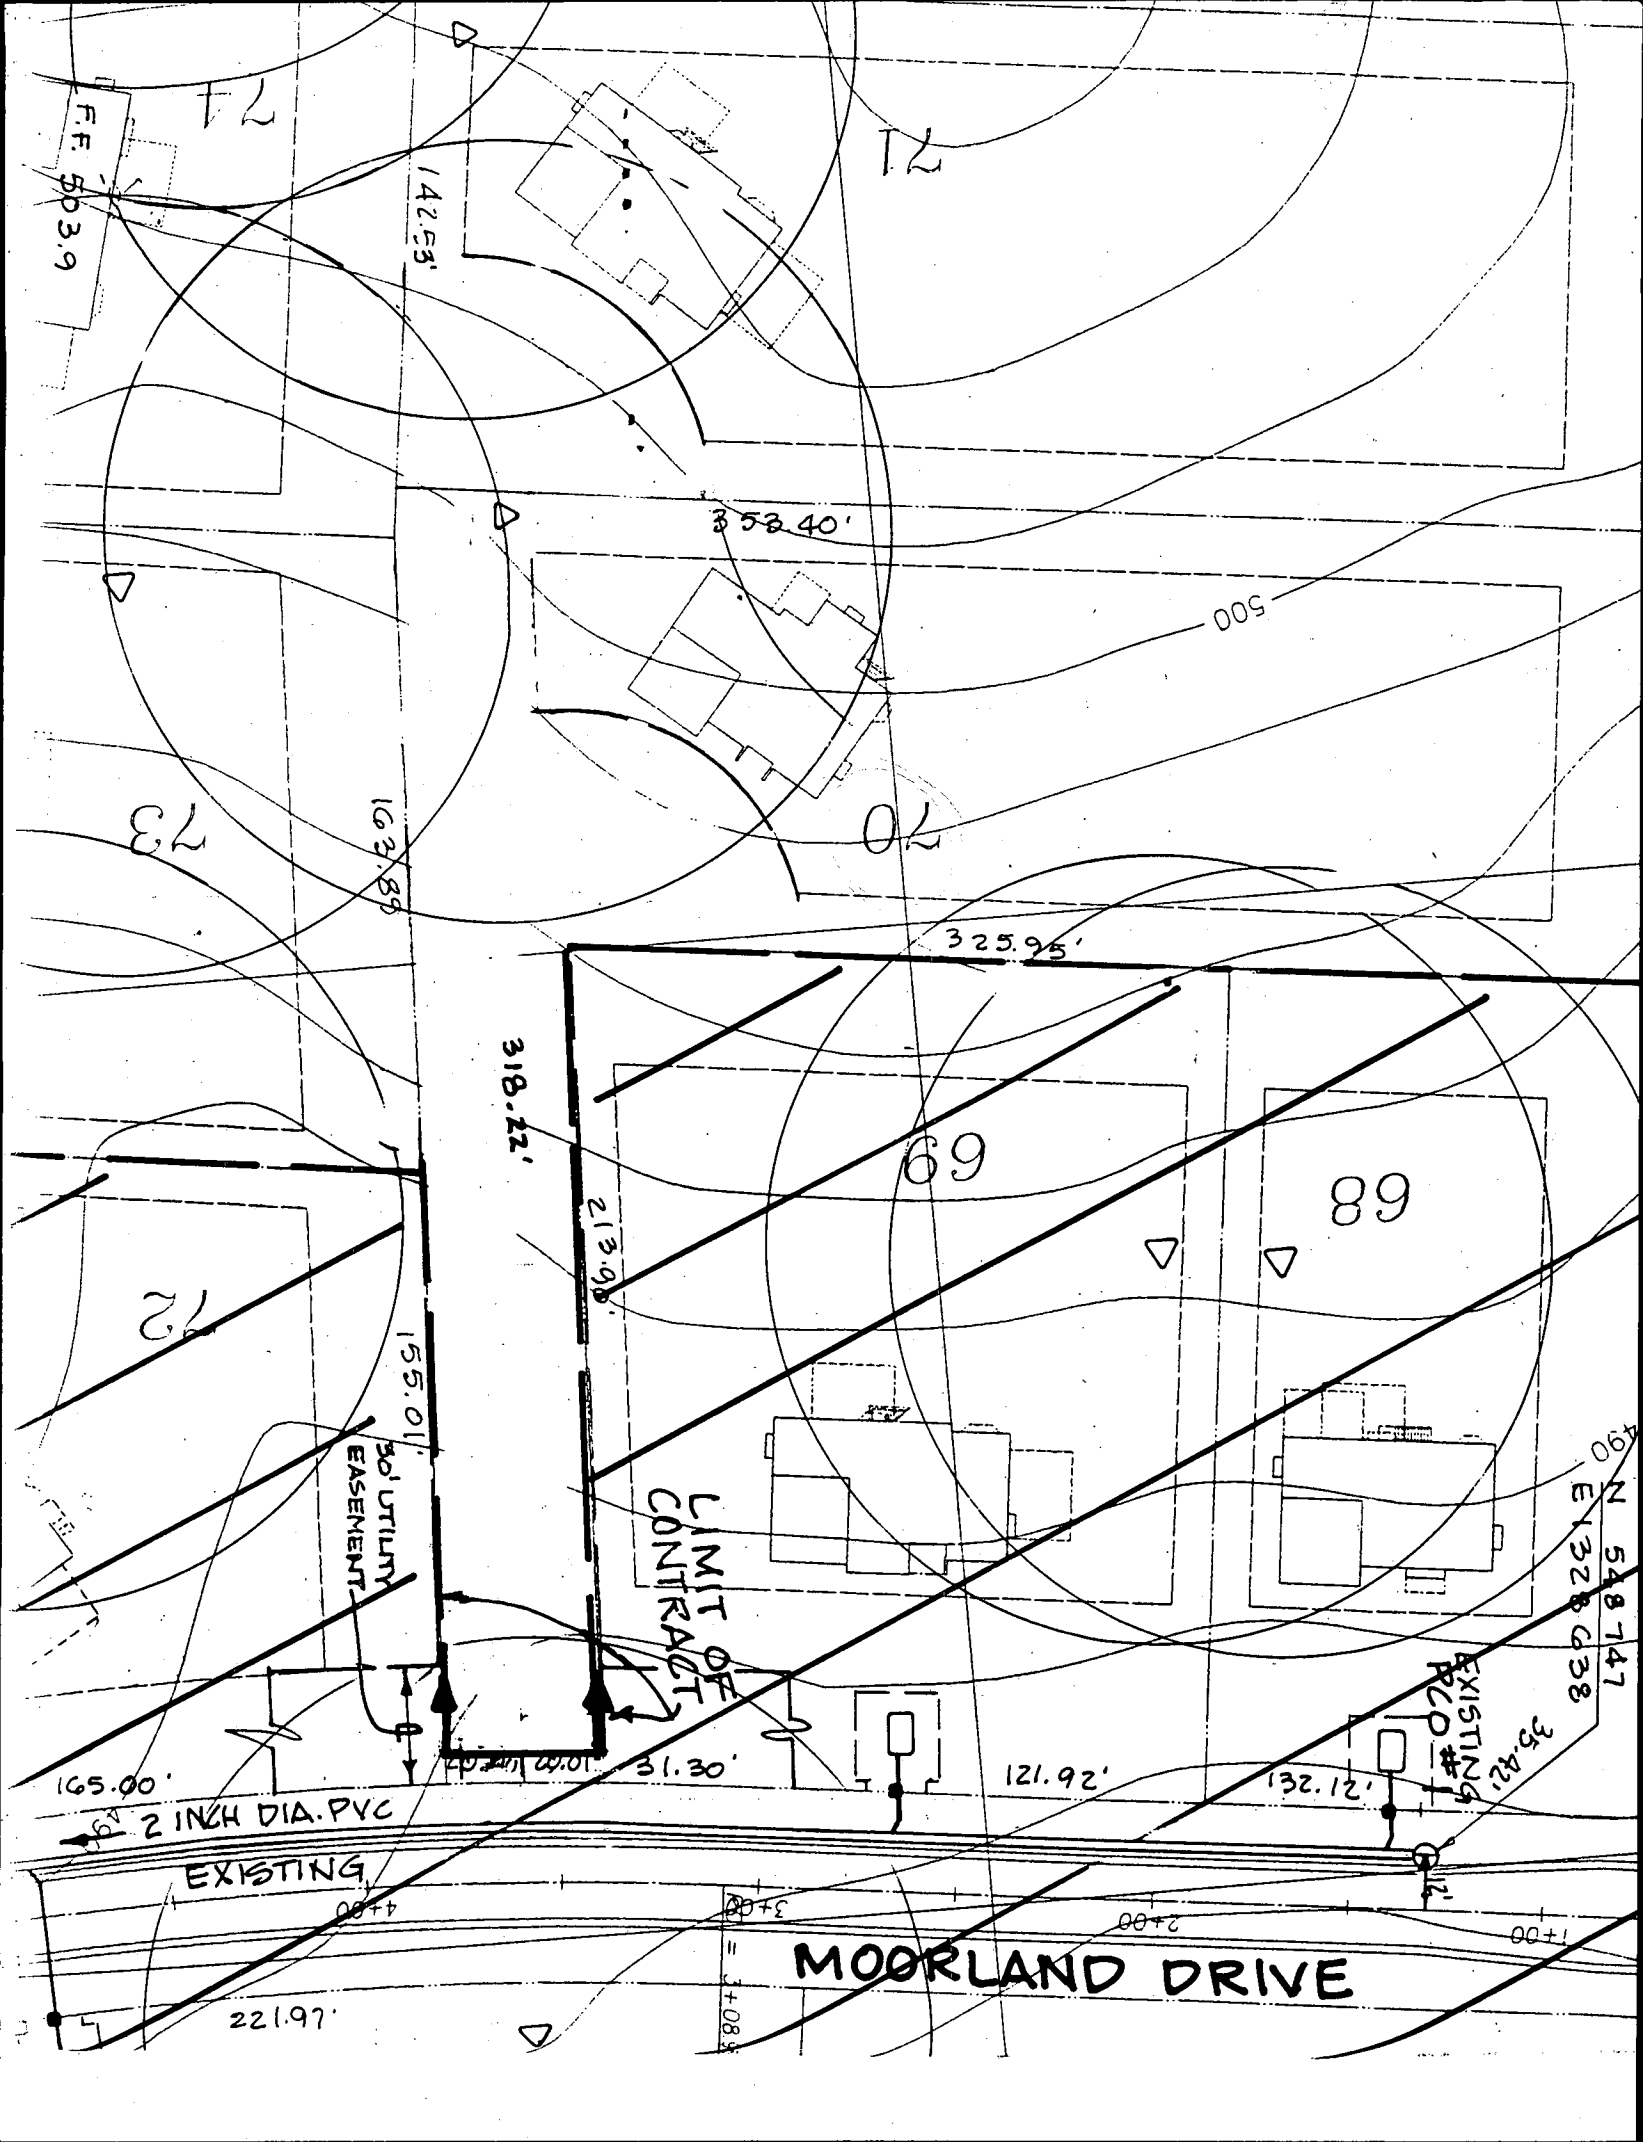 74
71
F.F. 503.9
142.53'
353.40'
500
73
163.89
70
325.95'
318.22'
69
68
213.90'
72
155.01'
30' UTILITY
EASEMENT
LIMIT OF
CONTRACT
490
N 548 747
E 1328 638
EXISTING
PCO #1
35.42'
165.00'
31.30'
121.92'
132.12'
2 INCH DIA. PVC
EXISTING
12'
4+00
3+00
2+00
1+00
MOORLAND DRIVE
221.97'